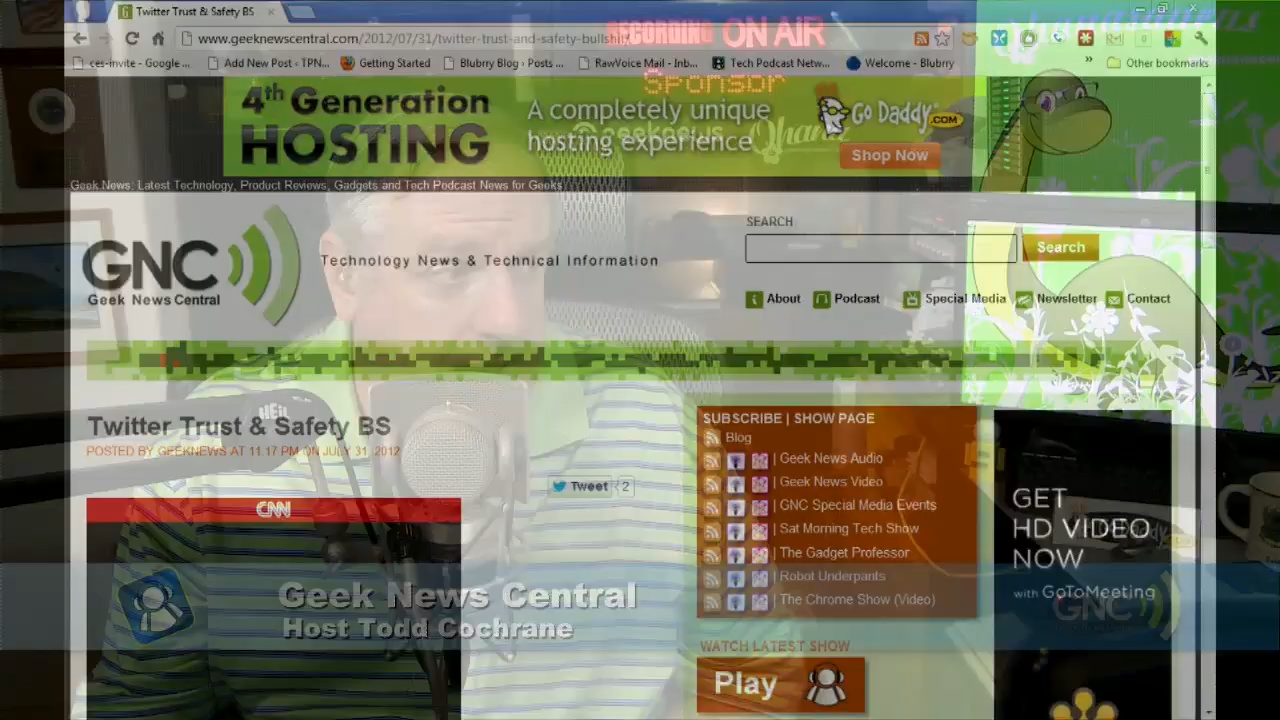 Twitter Trust & Safety BS
RECORDING ON AIR
www.geeknewscentral.com/2012/07/31/twitter-trust-and-safety-bullshit/
ces-invite - Google ...
Add New Post ‹ TPN...
Getting Started
Blubrry Blog › Posts ...
RawVoice Mail - Inb...
Tech Podcast Netw...
Welcome - Blubrry
»
Other bookmarks
Sponsor
4th Generation
HOSTING
A completely unique
hosting experience
Go Daddy.COM
Shop Now
@geekgeeus
Geek News: Latest Technology, Product Reviews, Gadgets and Tech Podcast News for Geeks
GNC
Geek News Central
Technology News & Technical Information
SEARCH
Search
About
Podcast
Special Media
Newsletter
Contact
HEIL
Twitter Trust & Safety BS
POSTED BY GEEKNEWS AT 11:17 PM ON JULY 31, 2012
Tweet
2
CNN
SUBSCRIBE | SHOW PAGE
Blog
| Geek News Audio
| Geek News Video
| GNC Special Media Events
| Sat Morning Tech Show
| The Gadget Professor
| Robot Underpants
| The Chrome Show (Video)
GET
HD VIDEO
NOW
with GoToMeeting
GNC
Geek News Central
Host Todd Cochrane
WATCH LATEST SHOW
Play